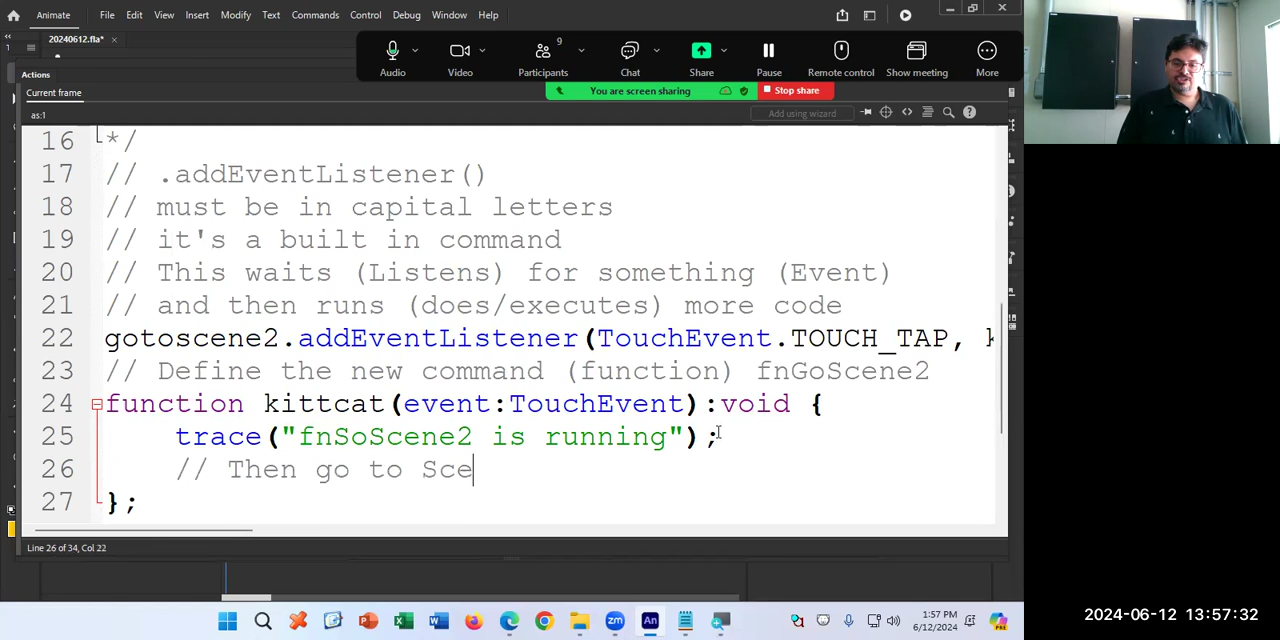 Animate File Edit View Insert Modify Text Commands Control Debug Window Help
20240612.fla* ×
9
Audio Video Participants Chat Share Pause Remote control Show meeting More
You are screen sharing Stop share
Actions
Current frame
as:1
Add using wizard
16 */
17 // .addEventListener()
18 // must be in capital letters
19 // it's a built in command
20 // This waits (Listens) for something (Event)
21 // and then runs (does/executes) more code
22 gotoscene2.addEventListener(TouchEvent.TOUCH_TAP, k
23 // Define the new command (function) fnGoScene2
24 function kittcat(event:TouchEvent):void {
25 trace("fnSoScene2 is running");
26 // Then go to Sce
27 };
Line 26 of 34, Col 22
1:57 PM
6/12/2024
2024-06-12 13:57:32